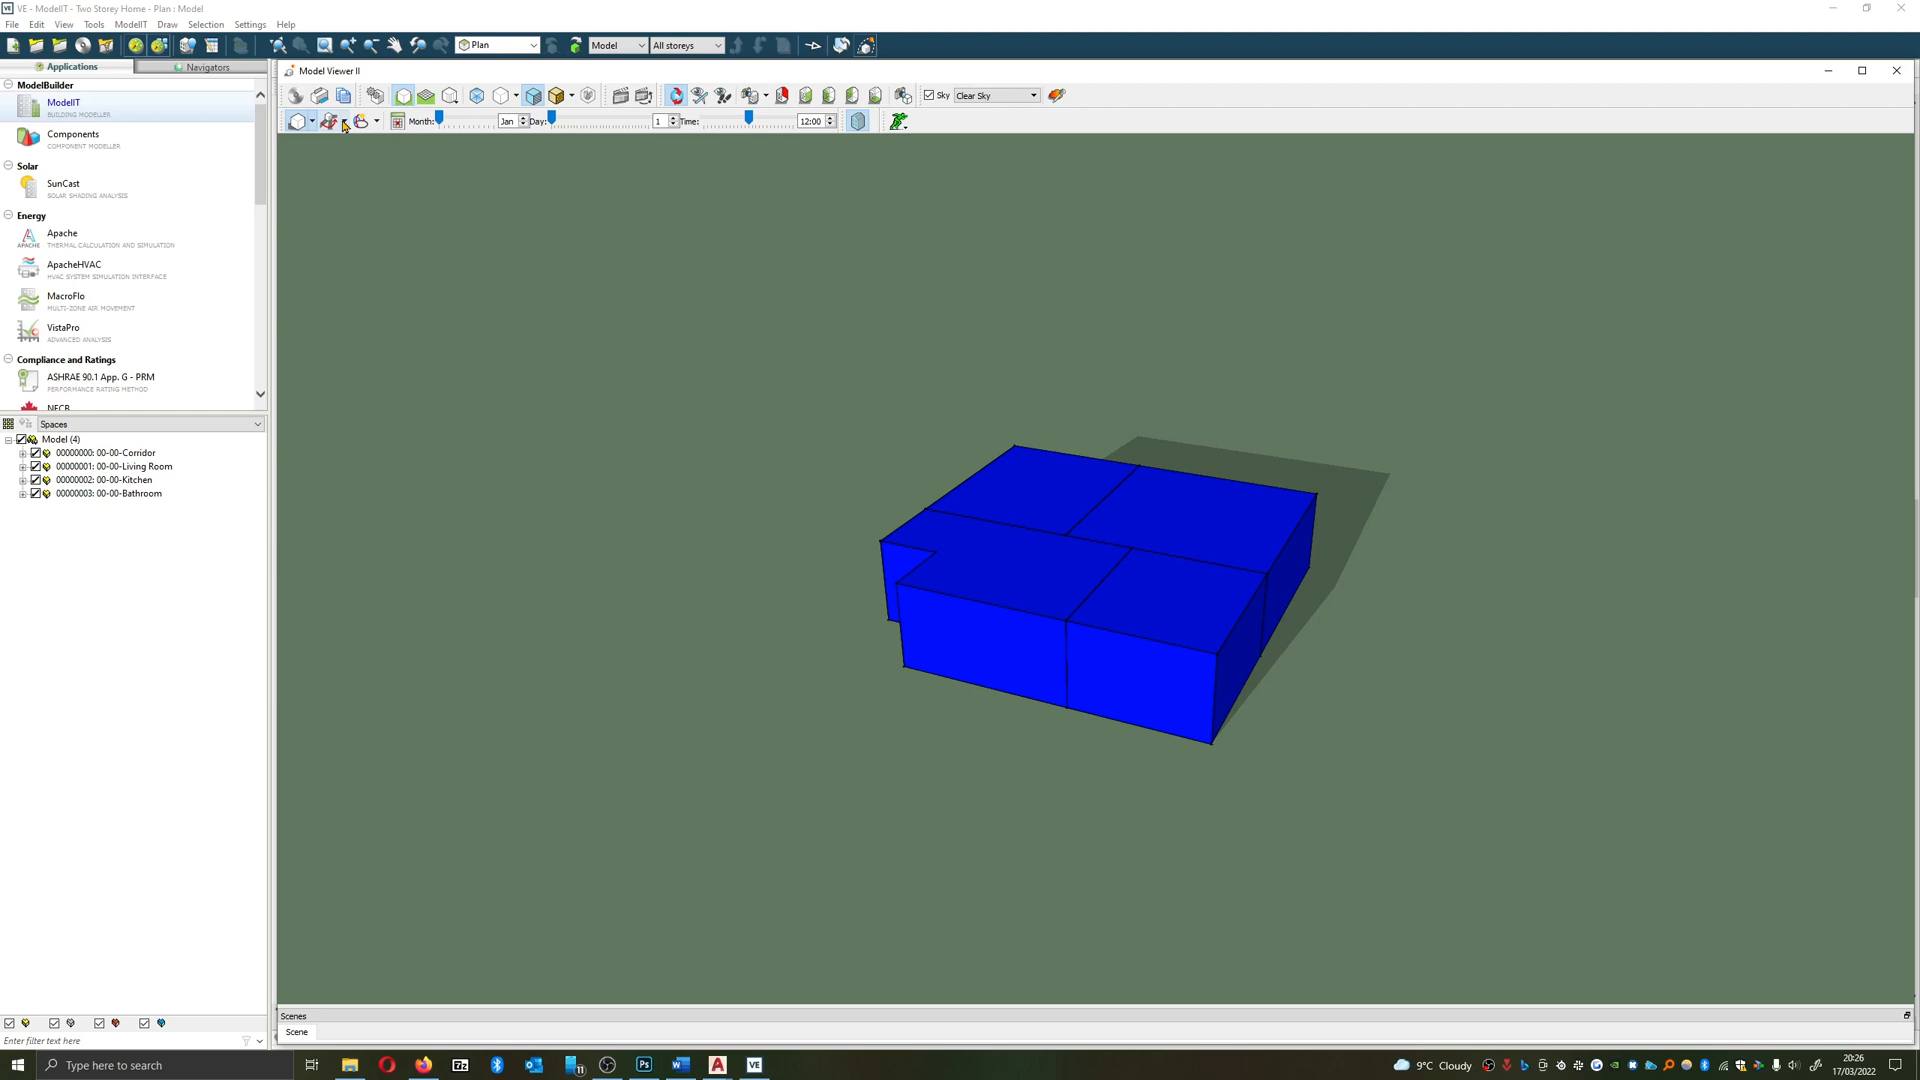 VE - ModelIT - Two Storey Home - Plan : Model
File Edit View Tools ModelIT Draw Selection Settings Help
Plan Model All storeys
Applications Navigators
Model Viewer II
Sky Clear Sky
Month: Jan Day: 1 Time: 12:00
ModelBuilder
ModelIT
BUILDING MODELLER
Components
COMPONENT MODELLER
Solar
SunCast
SOLAR SHADING ANALYSIS
Energy
Apache
THERMAL CALCULATION AND SIMULATION
APACHE
ApacheHVAC
HVAC SYSTEM SIMULATION INTERFACE
MacroFlo
MULTI-ZONE AIR MOVEMENT
VistaPro
ADVANCED ANALYSIS
Compliance and Ratings
ASHRAE 90.1 App. G - PRM
PERFORMANCE RATING METHOD
NECB
Spaces
Model (4)
00000000: 00-00-Corridor
00000001: 00-00-Living Room
00000002: 00-00-Kitchen
00000003: 00-00-Bathroom
Scenes
Scene
Enter filter text
Type here to search
9°C Cloudy
20:26
17/03/2022